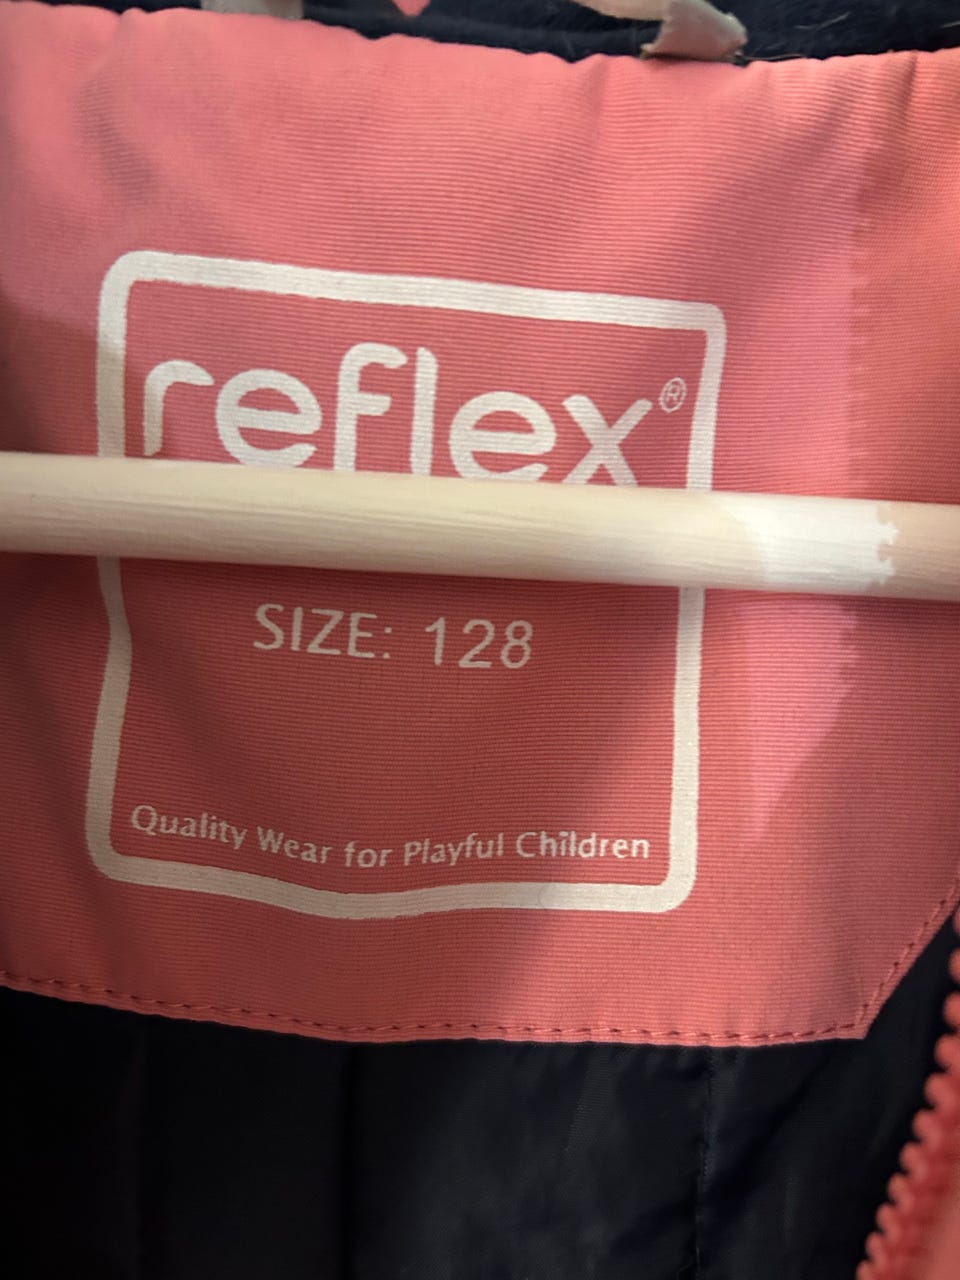 reflex®
SIZE: 128
Quality Wear for Playful Children